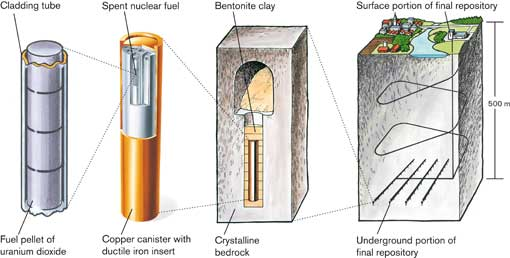 Cladding tube
Spent nuclear fuel
Bentonite clay
Surface portion of final repository
500 m
Fuel pellet of
uranium dioxide
Copper canister with
ductile iron insert
Crystalline
bedrock
Underground portion of
final repository